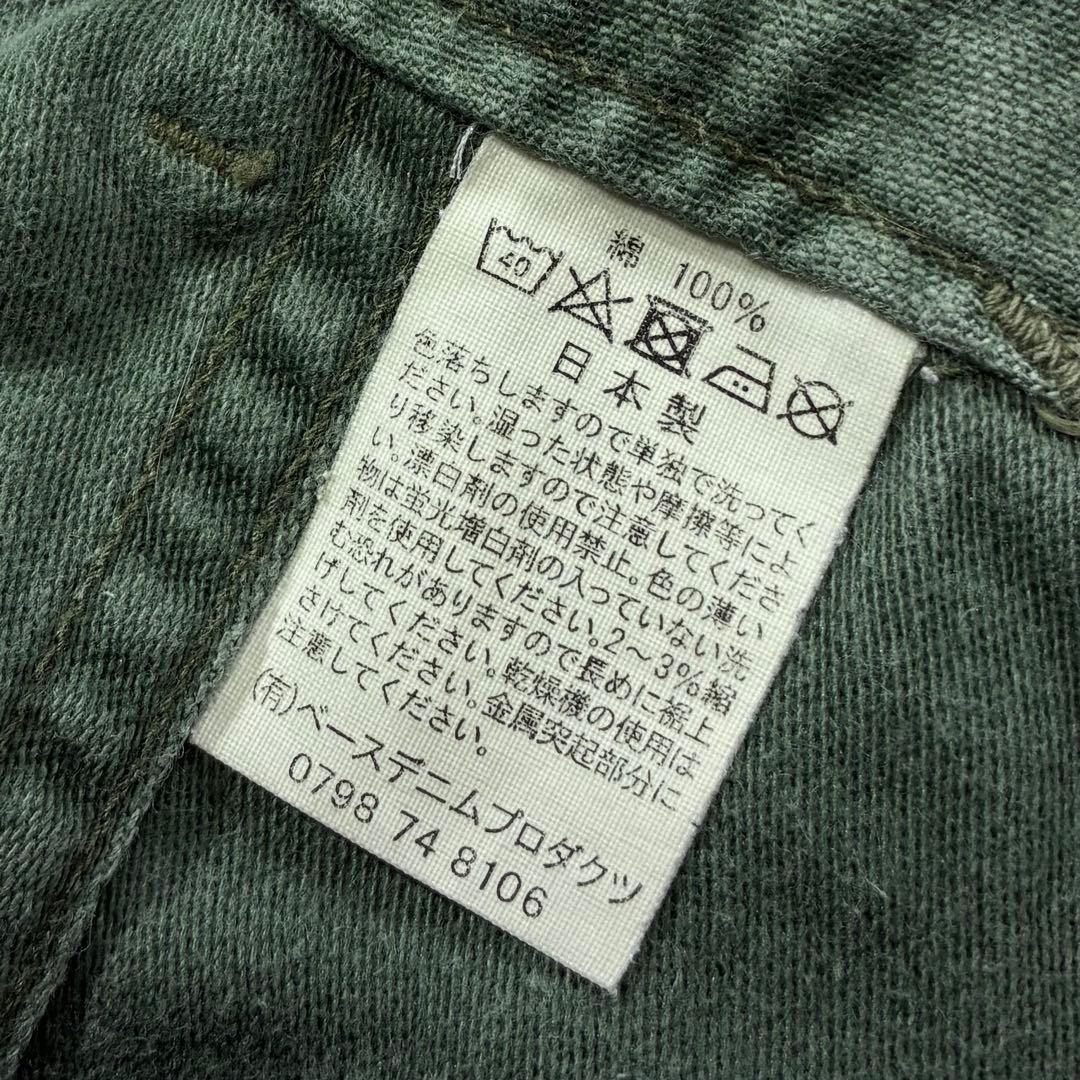 綿 100%
40
日本製
色落ちしますので単独で洗ってく
ださい。湿った状態や摩擦等によ
り移染しますので注意してくださ
い。漂白剤の使用禁止。色の薄い
物は蛍光増白剤の入っていない洗
剤を使用してください。2～3%縮
む恐れがありますので長めに裾上
げしてください。乾燥機の使用は
さけてください。金属突起部分に
注意してください。
(有)ベースデニムプロダクツ
0798 74 8106